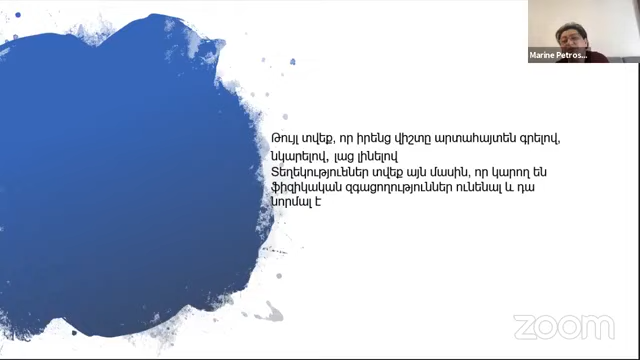 Marine Petros...
Թույլ տվեք, որ իրենց վիշտը արտահայտեն գրելով,
նկարելով, լաց լինելով
Տեղեկություններ տվեք այն մասին, որ կարող են
ֆիզիկական զգացողություններ ունենալ և դա
նորմալ է
zoom